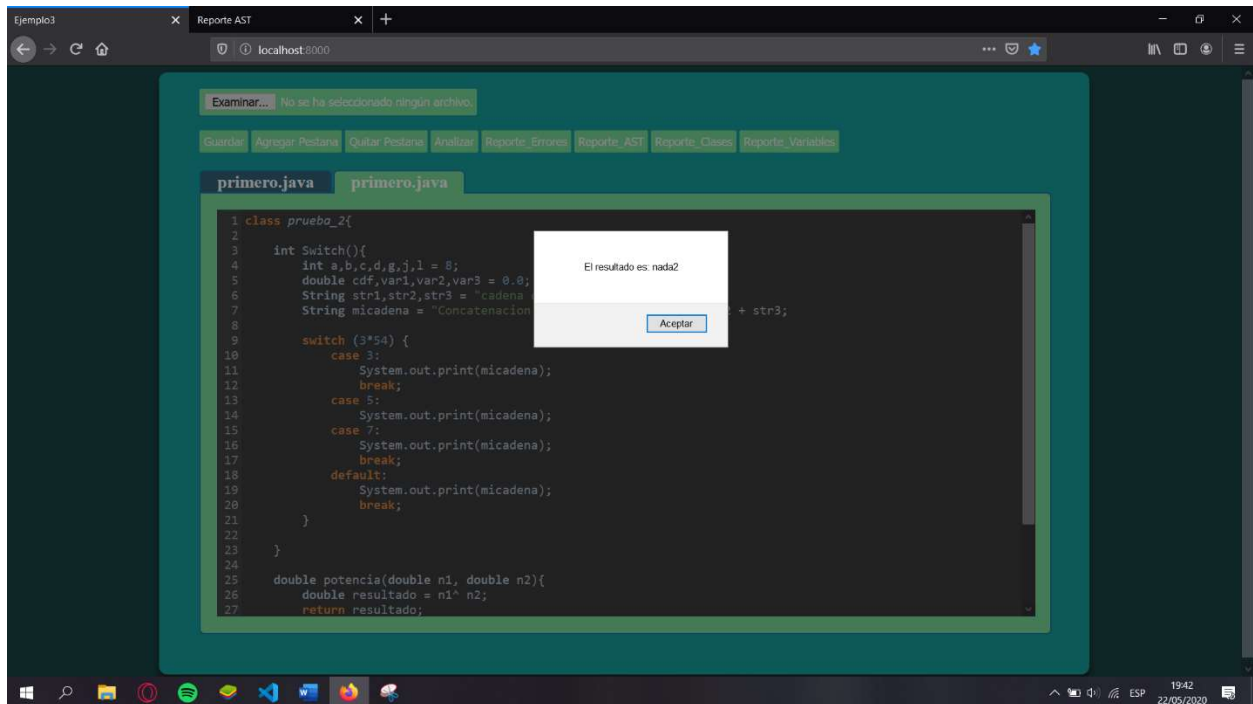 Ejemplo3
Reporte AST
localhost:8000
Examinar... No se ha seleccionado ningún archivo.
Guardar Agregar Pestana Quitar Pestana Analizar Reporte_Errores Reporte_AST Reporte_Clases Reporte_Variables
primero.java primero.java
1 class prueba_2{
2
3 int Switch(){
4 int a,b,c,d,g,j,l = 8;
5 double cdf,var1,var2,var3 = 0.0;
6 String str1,str2,str3 = "cadena
7 String micadena = "Concatenacion + str3;
8
9 switch (3*54) {
10 case 3:
11 System.out.print(micadena);
12 break;
13 case 5:
14 System.out.print(micadena);
15 case 7:
16 System.out.print(micadena);
17 break;
18 default:
19 System.out.print(micadena);
20 break;
21 }
22
23 }
24
25 double potencia(double n1, double n2){
26 double resultado = n1^ n2;
27 return resultado;
El resultado es: nada2
Aceptar
ESP
19:42
22/05/2020